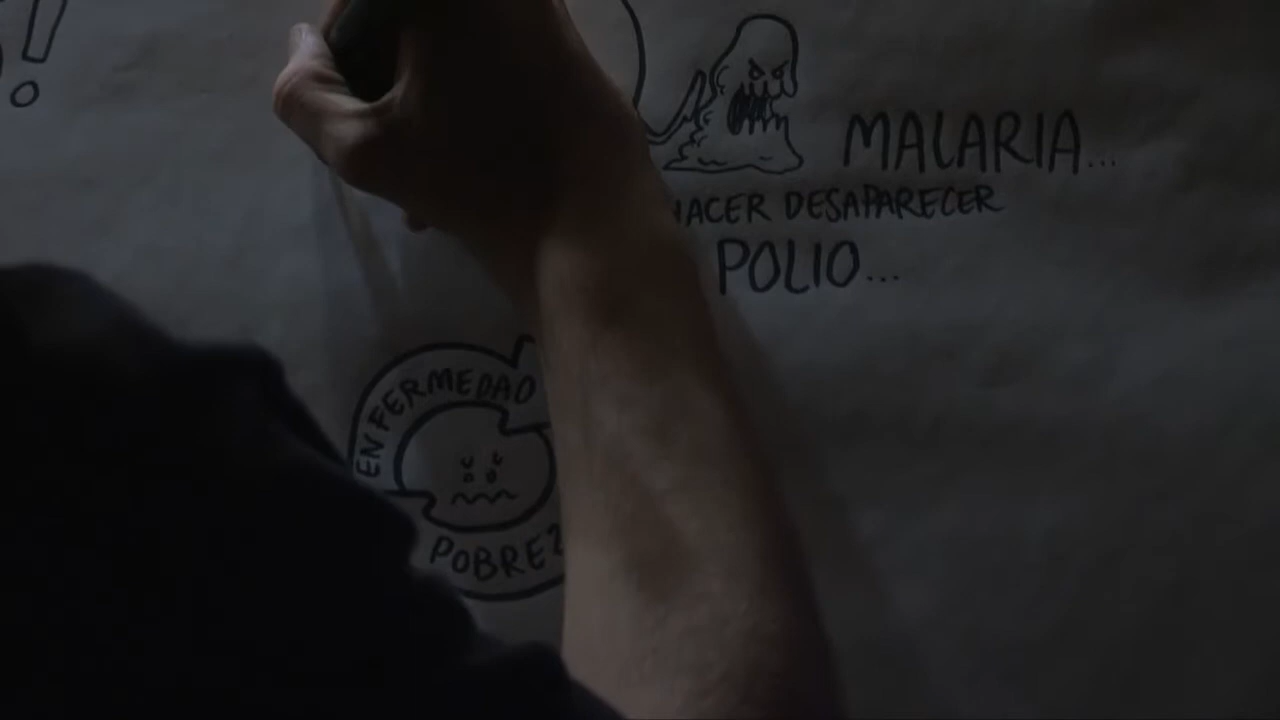 !
MALARIA...
HACER DESAPARECER
POLIO...
ENFERMEDAD
POBREZ